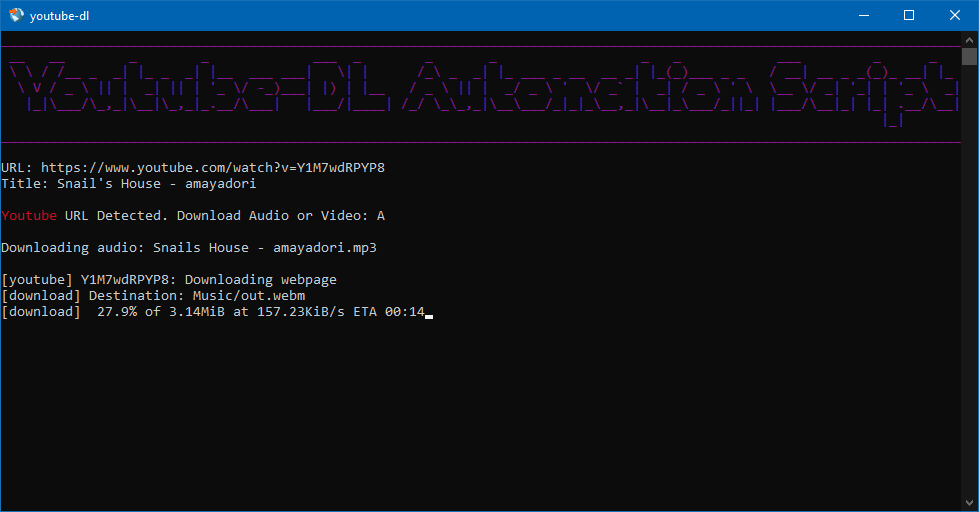 youtube-dl
Youtube-DL Automation Script
URL: https://www.youtube.com/watch?v=Y1M7wdRPYP8
Title: Snail's House - amayadori
Youtube URL Detected. Download Audio or Video: A
Downloading audio: Snails House - amayadori.mp3
[youtube] Y1M7wdRPYP8: Downloading webpage
[download] Destination: Music/out.webm
[download]  27.9% of 3.14MiB at 157.23KiB/s ETA 00:14